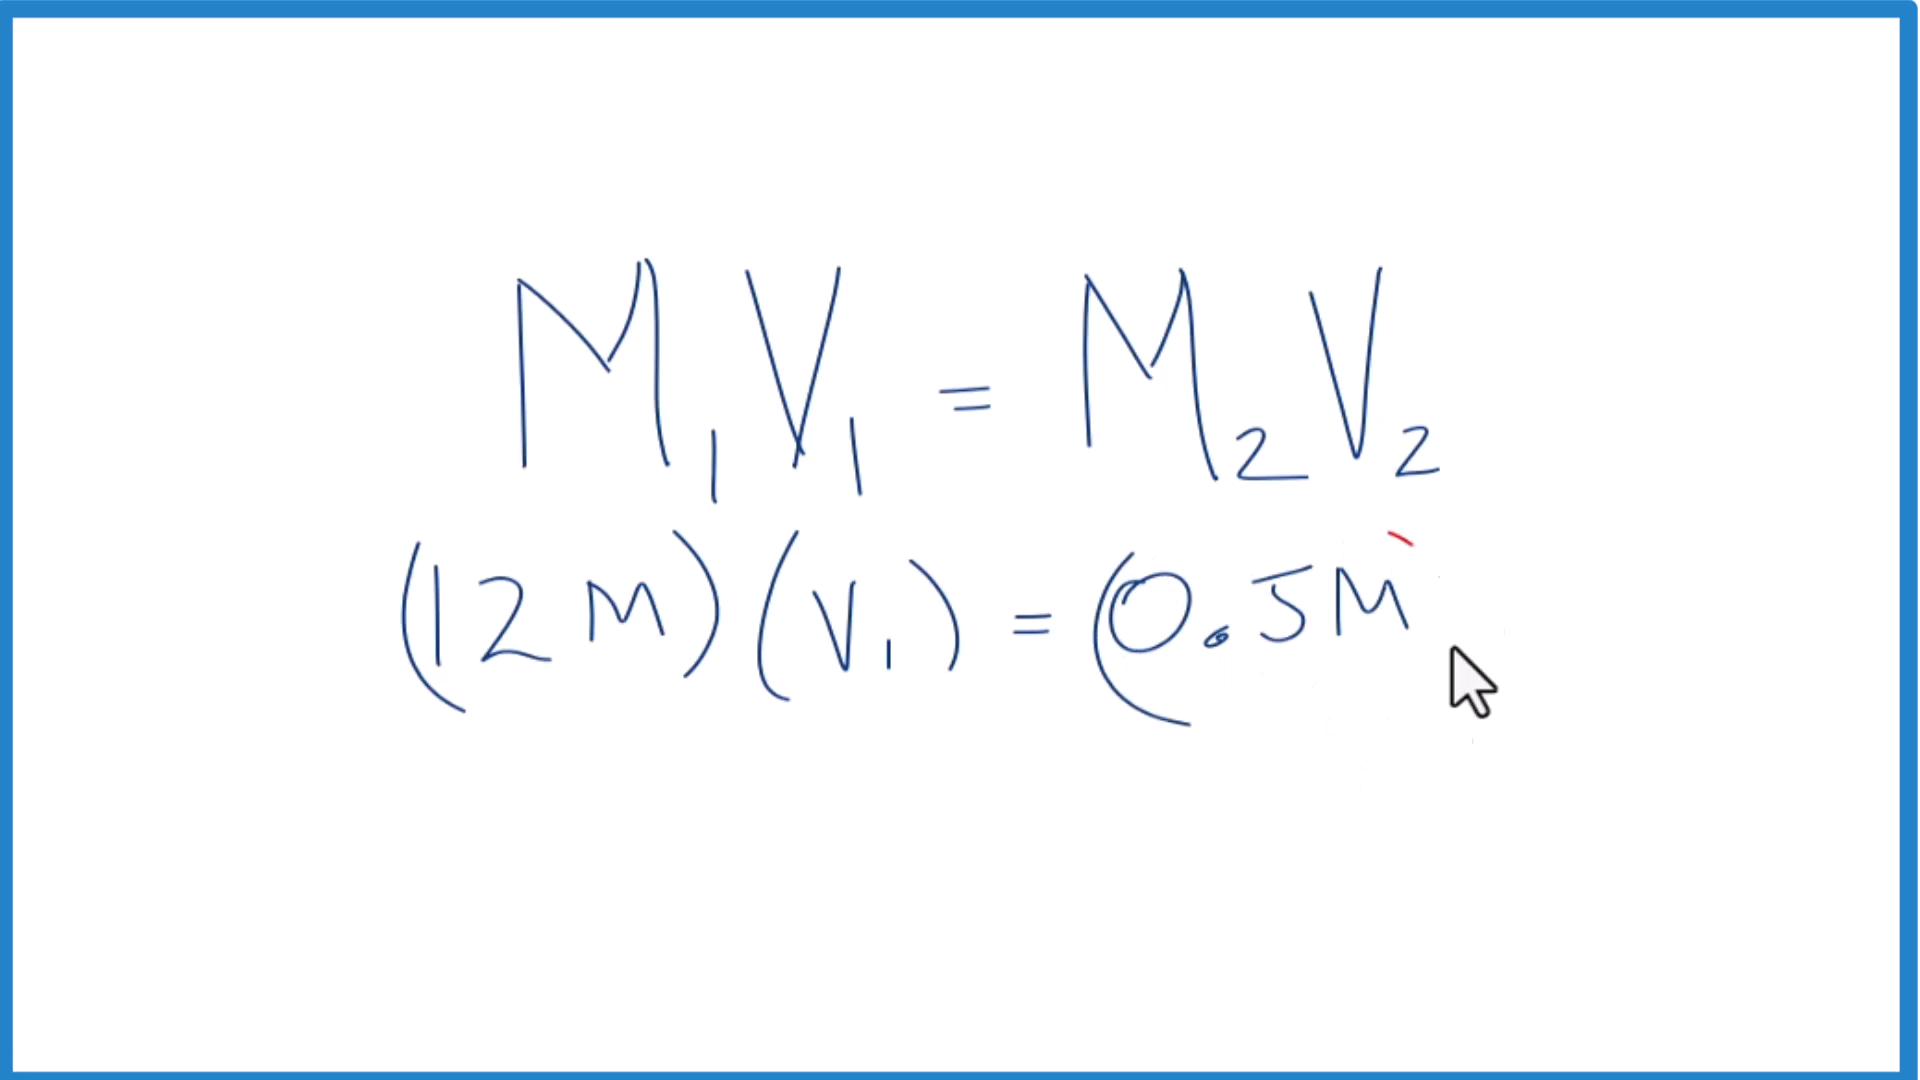 M₁V₁ = M₂V₂
(12 M)(V₁) = (0.5M